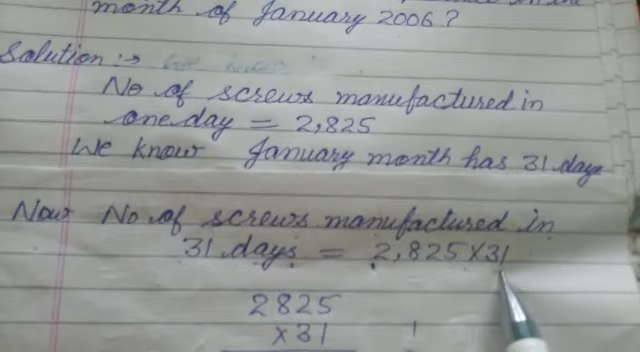 month of January 2006?
Solution:→
No of screws manufactured in
one day = 2,825
We know January month has 31 days
Now No of screws manufactured in
31 days = 2,825×31
2825
×31